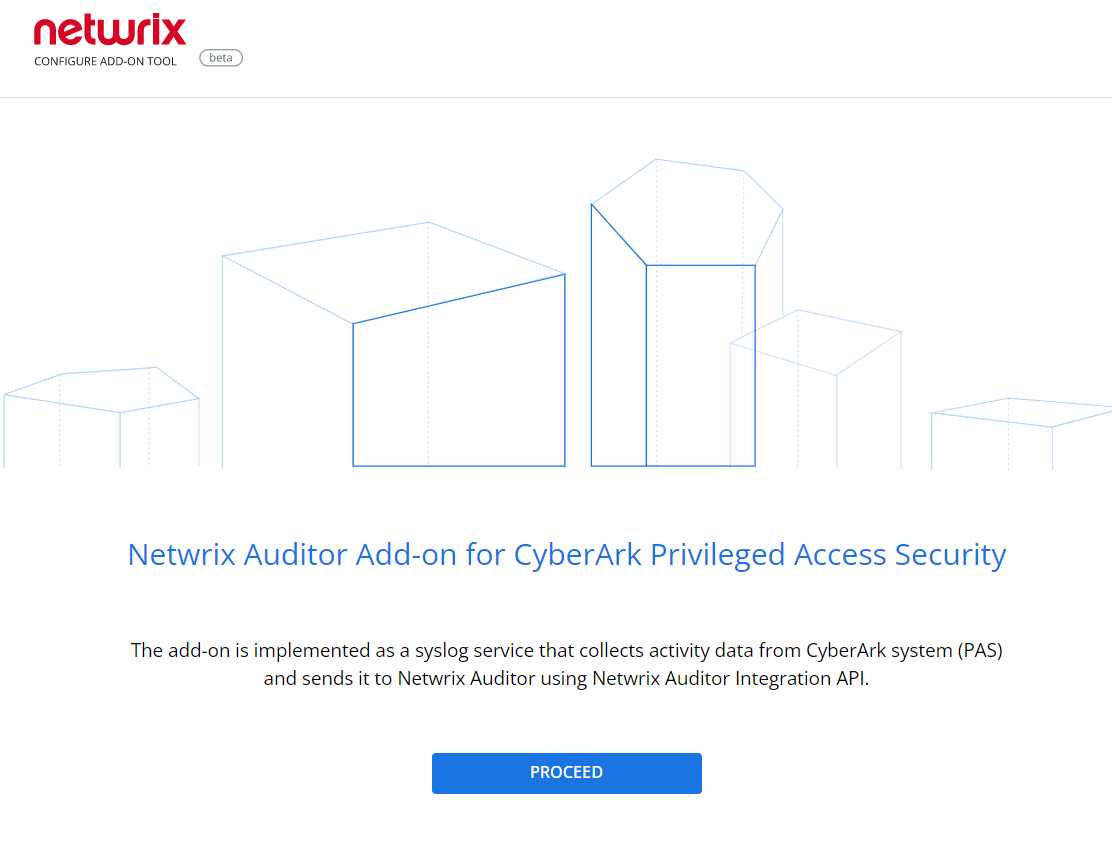 netwrix
CONFIGURE ADD-ON TOOL beta
Netwrix Auditor Add-on for CyberArk Privileged Access Security
The add-on is implemented as a syslog service that collects activity data from CyberArk system (PAS)
and sends it to Netwrix Auditor using Netwrix Auditor Integration API.
PROCEED